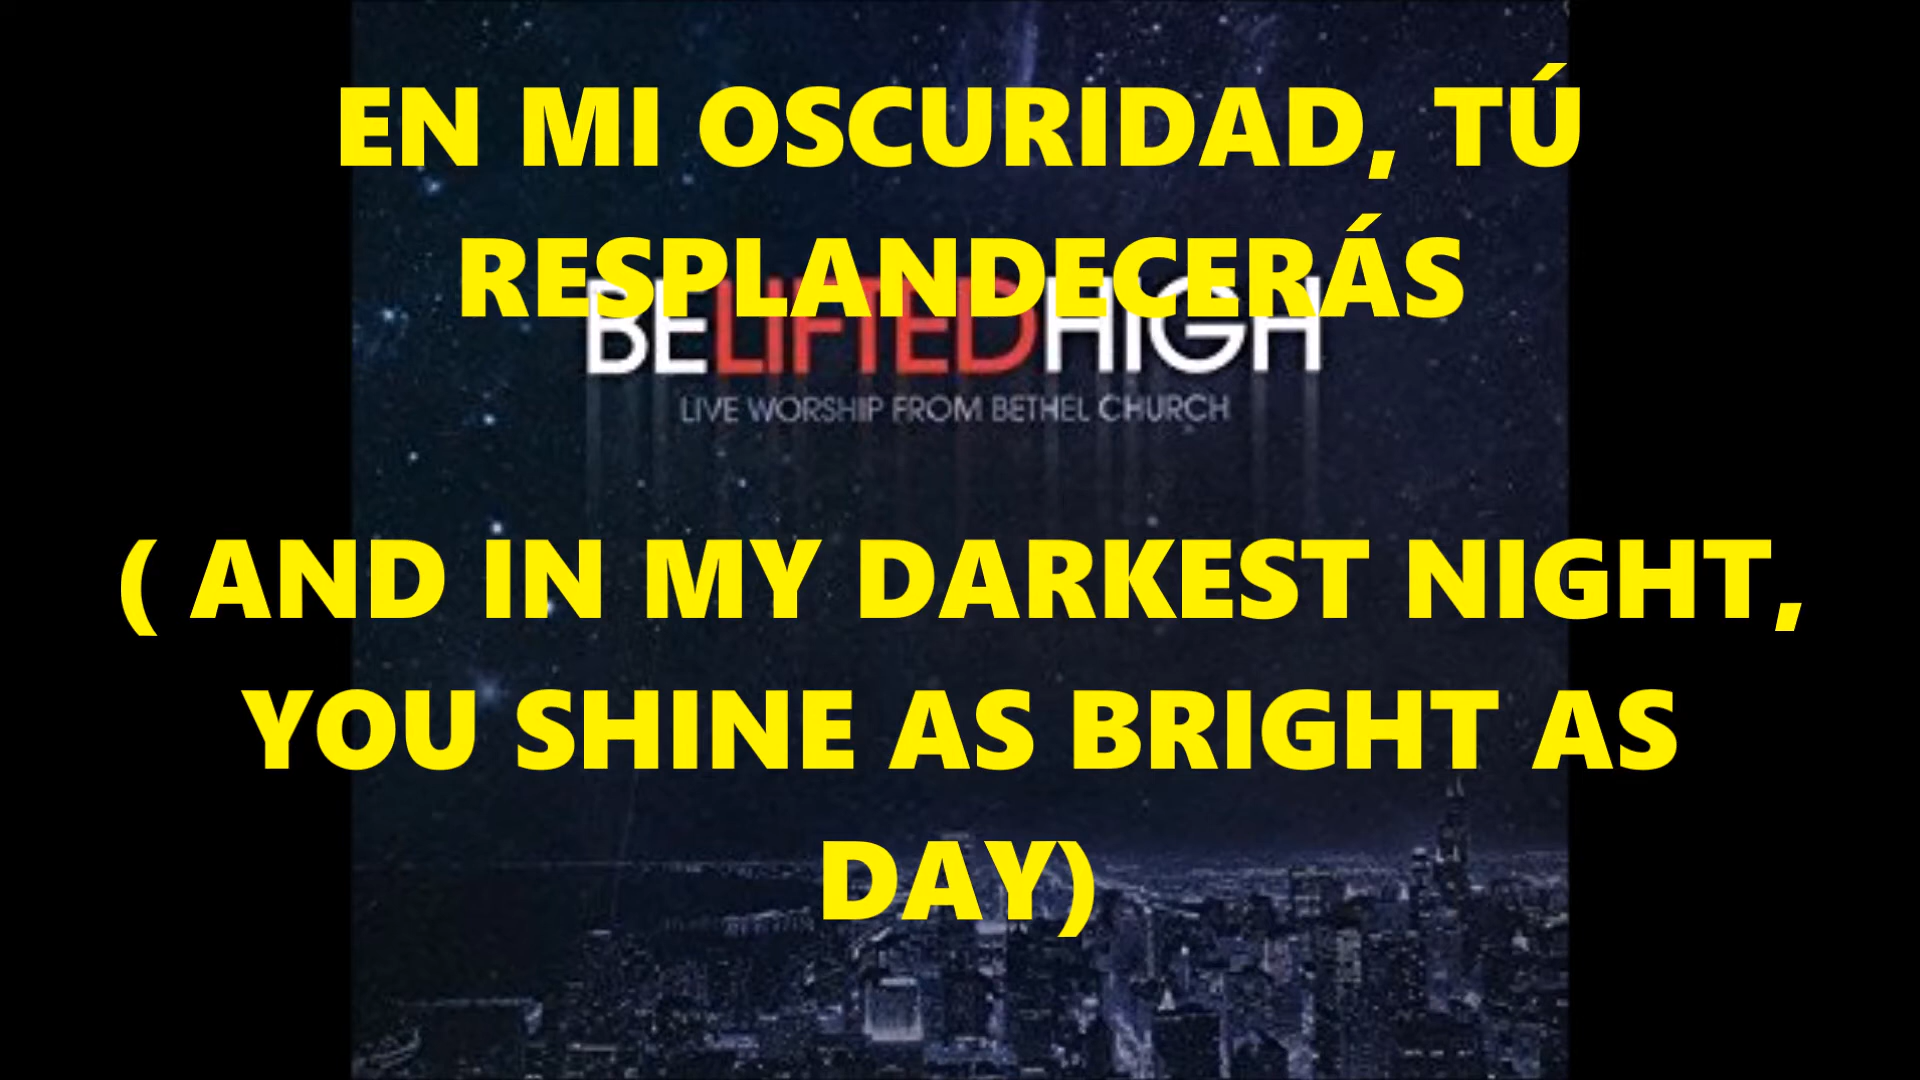 EN MI OSCURIDAD, TÚ
RESPLANDECERÁS
BELIFTEDHIGH
LIVE WORSHIP FROM BETHEL CHURCH
( AND IN MY DARKEST NIGHT,
YOU SHINE AS BRIGHT AS
DAY)